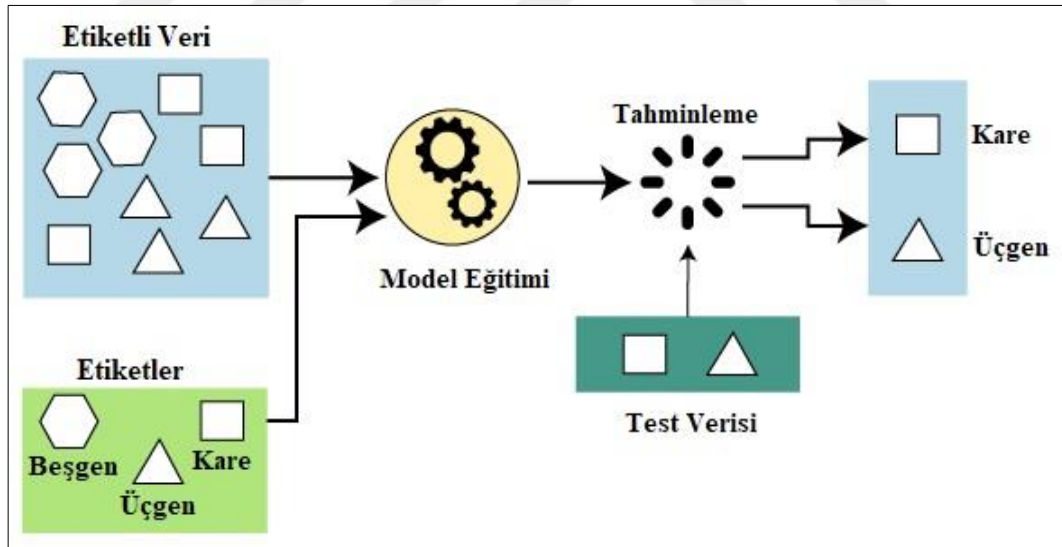 Etiketli Veri
Tahminleme
Kare
Üçgen
Model Eğitimi
Etiketler
Beşgen
Kare
Üçgen
Test Verisi